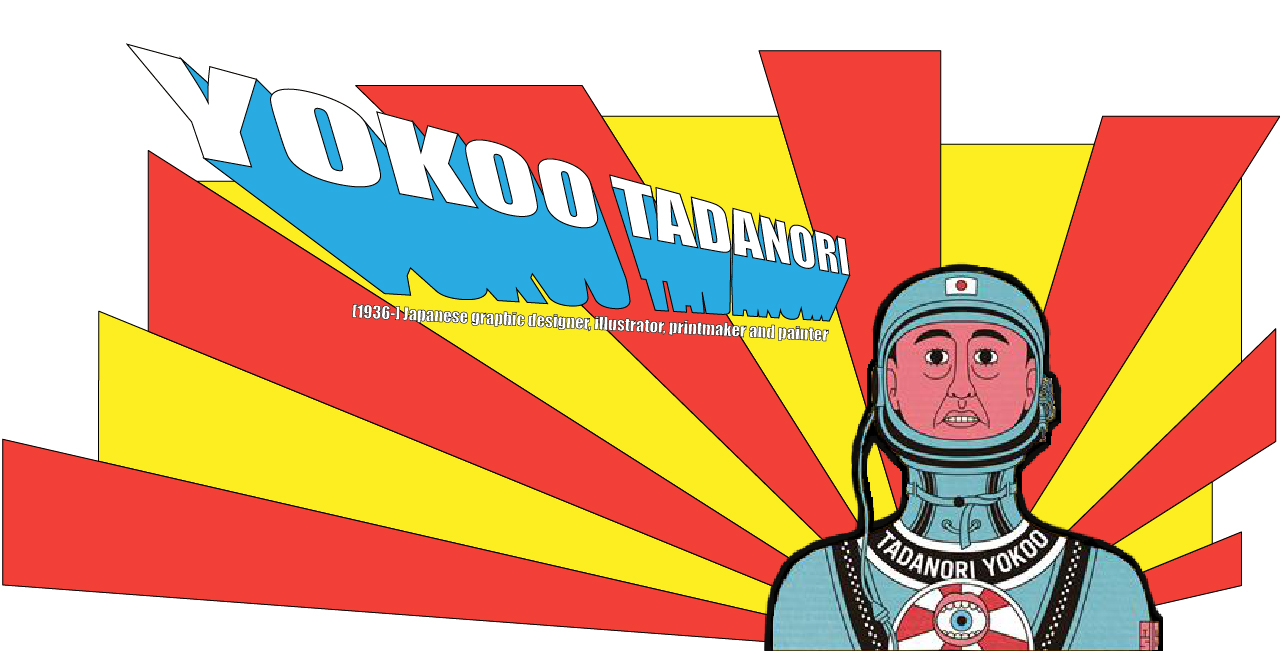 YOKOO TADANORI
(1936-) Japanese graphic designer, illustrator, printmaker and painter
TADANORI YOKOO